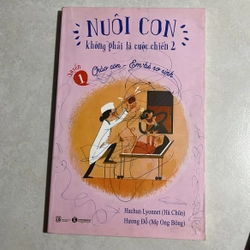 NUÔI CON
không phải là cuộc chiến 2
Quyển 1
Chào con - Em bé sơ sinh
Hachun Lyonnet (Hà Chũn)
Hương Đỗ (Mẹ Ong Bông)